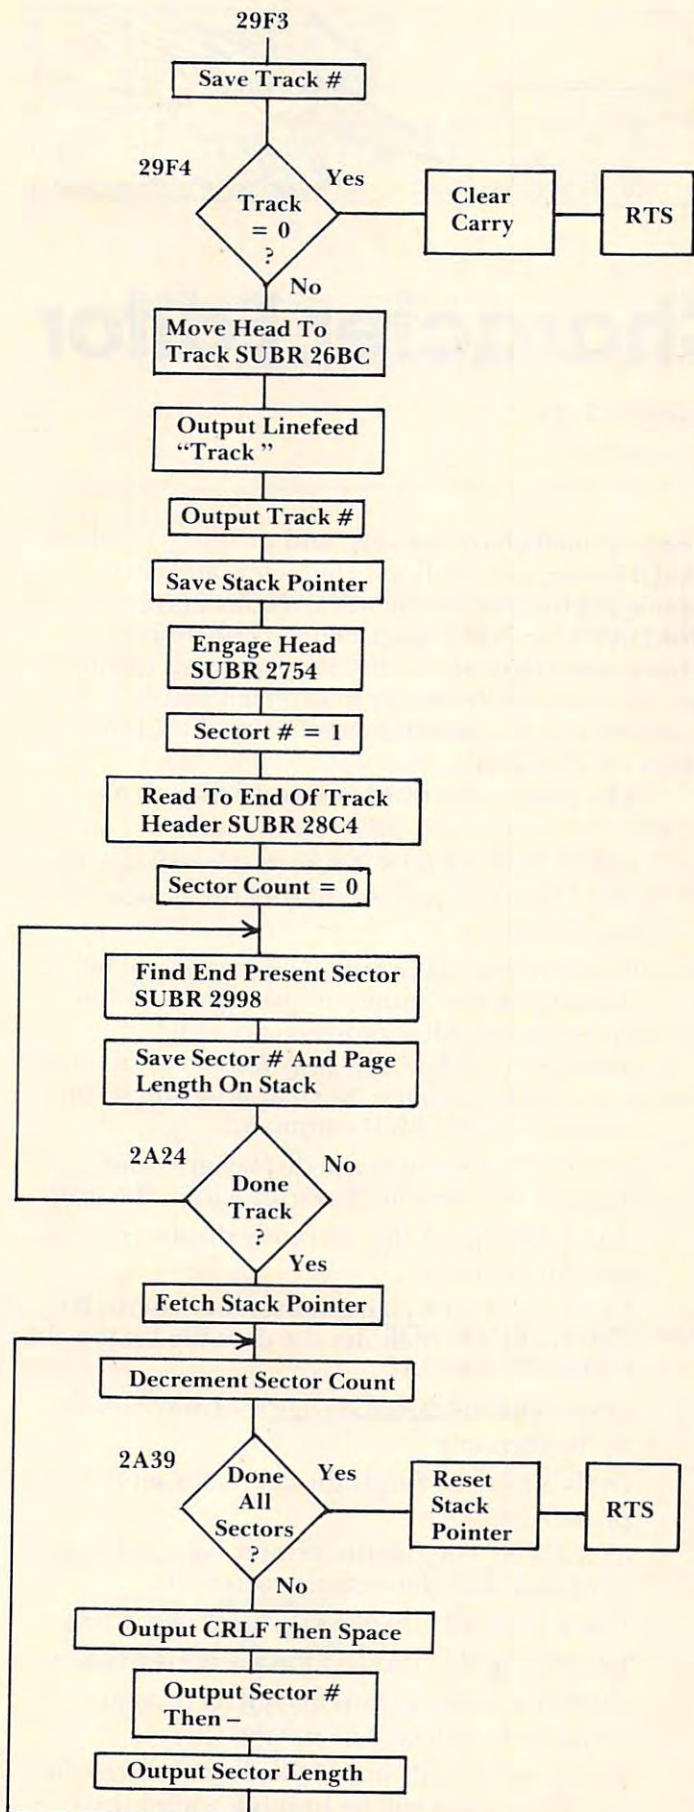 29F3
Save Track #
29F4
Track
= 0
?
Yes
Clear
Carry
RTS
No
Move Head To
Track SUBR 26BC
Output Linefeed
“Track ”
Output Track #
Save Stack Pointer
Engage Head
SUBR 2754
Sectort # = 1
Read To End Of Track
Header SUBR 28C4
Sector Count = 0
Find End Present Sector
SUBR 2998
Save Sector # And Page
Length On Stack
2A24
No
Done
Track
?
Yes
Fetch Stack Pointer
Decrement Sector Count
2A39
Done
All
Sectors
?
Yes
Reset
Stack
Pointer
RTS
No
Output CRLF Then Space
Output Sector #
Then –
Output Sector Length